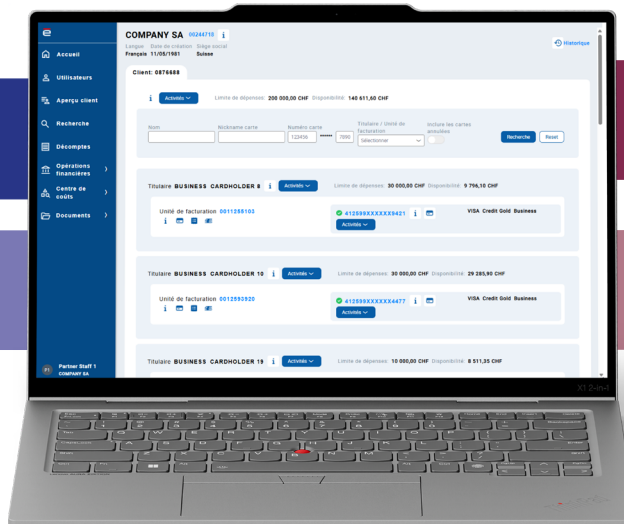 COMPANY SA 00244710 i
Historique
Langue Date de création Siège social
Français 11/05/1981 Suisse
Client: 0876688
Accueil
Utilisateurs
Aperçu client
Recherche
Décomptes
Opérations financières
Centre de coûts
Documents
i Activités Limite de dépenses: 200 000,00 CHF Disponibilité: 140 611,60 CHF
Nom Nickname carte Numéro carte Titulaire / Unité de facturation Inclure les cartes annulées
123456 ****** 7890 Sélectionner Recherche Reset
Titulaire BUSINESS CARDHOLDER 8 i Activités Limite de dépenses: 30 000,00 CHF Disponibilité: 9 796,10 CHF
Unité de facturation 0011255103
412599XXXXXX9421 i VISA Credit Gold Business
Activités
Titulaire BUSINESS CARDHOLDER 10 i Activités Limite de dépenses: 30 000,00 CHF Disponibilité: 29 285,90 CHF
Unité de facturation 0012593920
412599XXXXXX4477 i VISA Credit Gold Business
Activités
Titulaire BUSINESS CARDHOLDER 19 i Activités Limite de dépenses: 10 000,00 CHF Disponibilité: 8 511,35 CHF
Partner Staff 1
COMPANY SA
X1 2-in-1